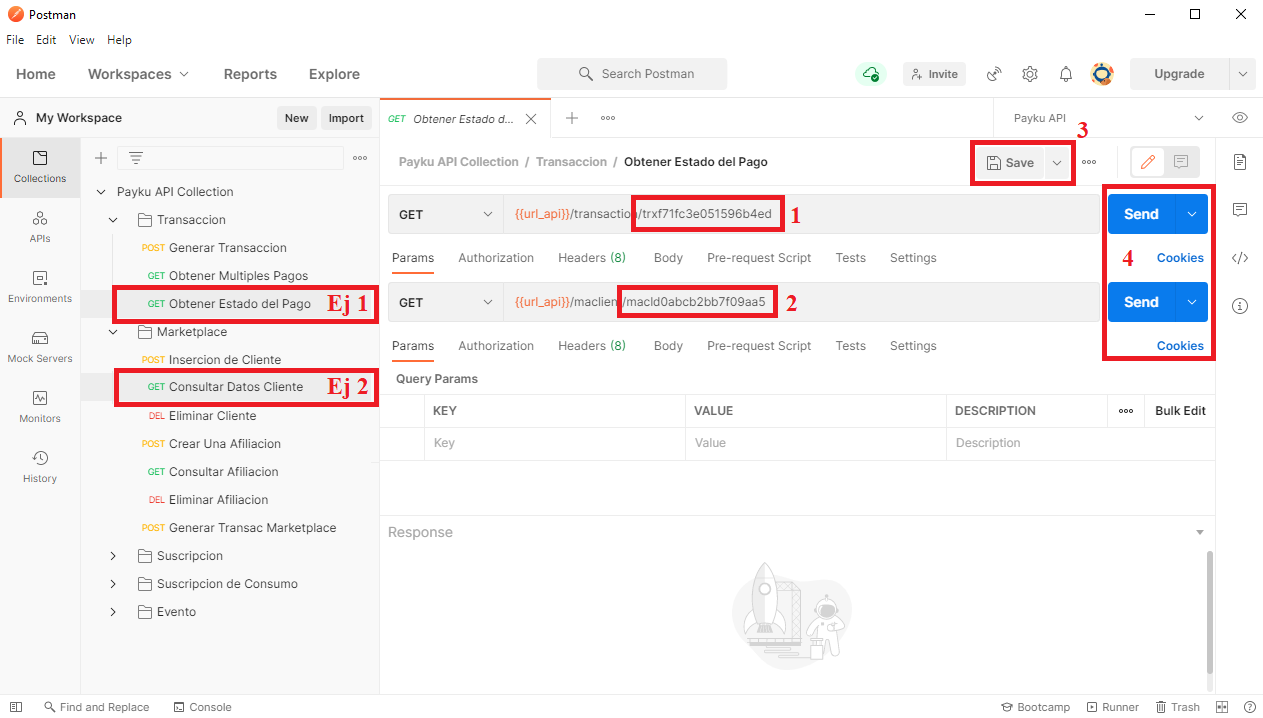 Postman
File Edit View Help
Home Workspaces Reports Explore Search Postman Invite Upgrade
My Workspace New Import
GET Obtener Estado d... Payku API
3
Collections
APIs
Environments
Mock Servers
Monitors
History
Payku API Collection
Transaccion
POST Generar Transaccion
GET Obtener Multiples Pagos
GET Obtener Estado del Pago Ej 1
Marketplace
POST Insercion de Cliente
GET Consultar Datos Cliente Ej 2
DEL Eliminar Cliente
POST Crear Una Afiliacion
GET Consultar Afiliacion
DEL Eliminar Afiliacion
POST Generar Transac Marketplace
Suscripcion
Suscripcion de Consumo
Evento
Payku API Collection / Transaccion / Obtener Estado del Pago Save
GET {{url_api}}/transaction/trxf71fc3e051596b4ed 1 Send
Params Authorization Headers (8) Body Pre-request Script Tests Settings 4 Cookies
GET {{url_api}}/maclien/macld0abcb2bb7f09aa5 2 Send
Params Authorization Headers (8) Body Pre-request Script Tests Settings Cookies
Query Params
KEY VALUE DESCRIPTION Bulk Edit
Key Value Description
Response
Find and Replace Console Bootcamp Runner Trash